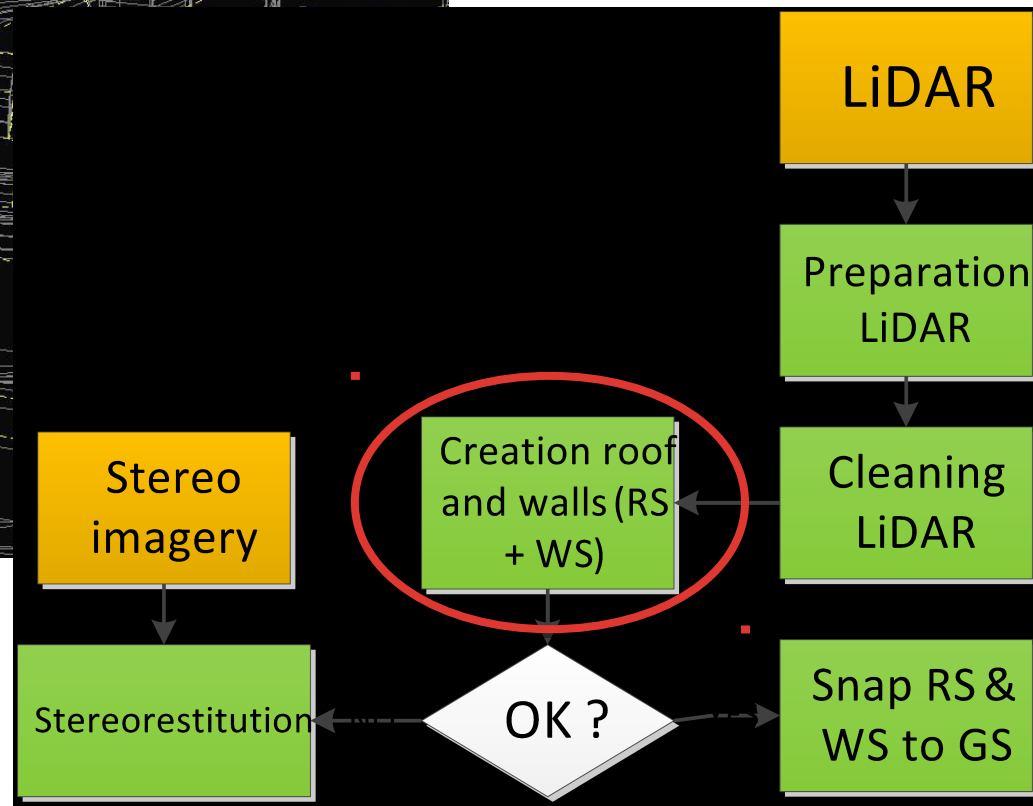 LiDAR
Preparation
LiDAR
Cleaning
LiDAR
Creation roof
and walls (RS
+ WS)
Stereo
imagery
Stereorestitution
OK ?
YES
Snap RS &
WS to GS